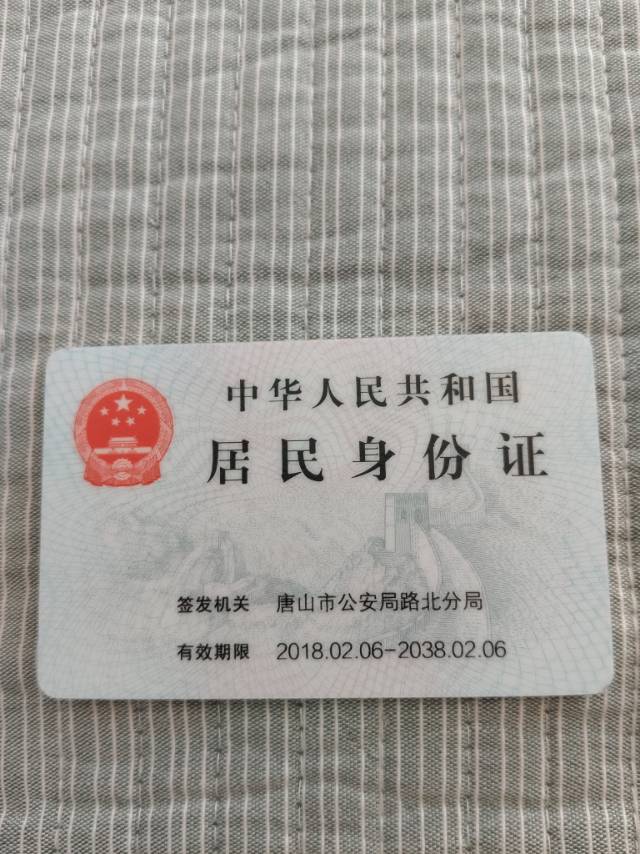 中华人民共和国
居民身份证
签发机关 唐山市公安局路北分局
有效期限 2018.02.06-2038.02.06